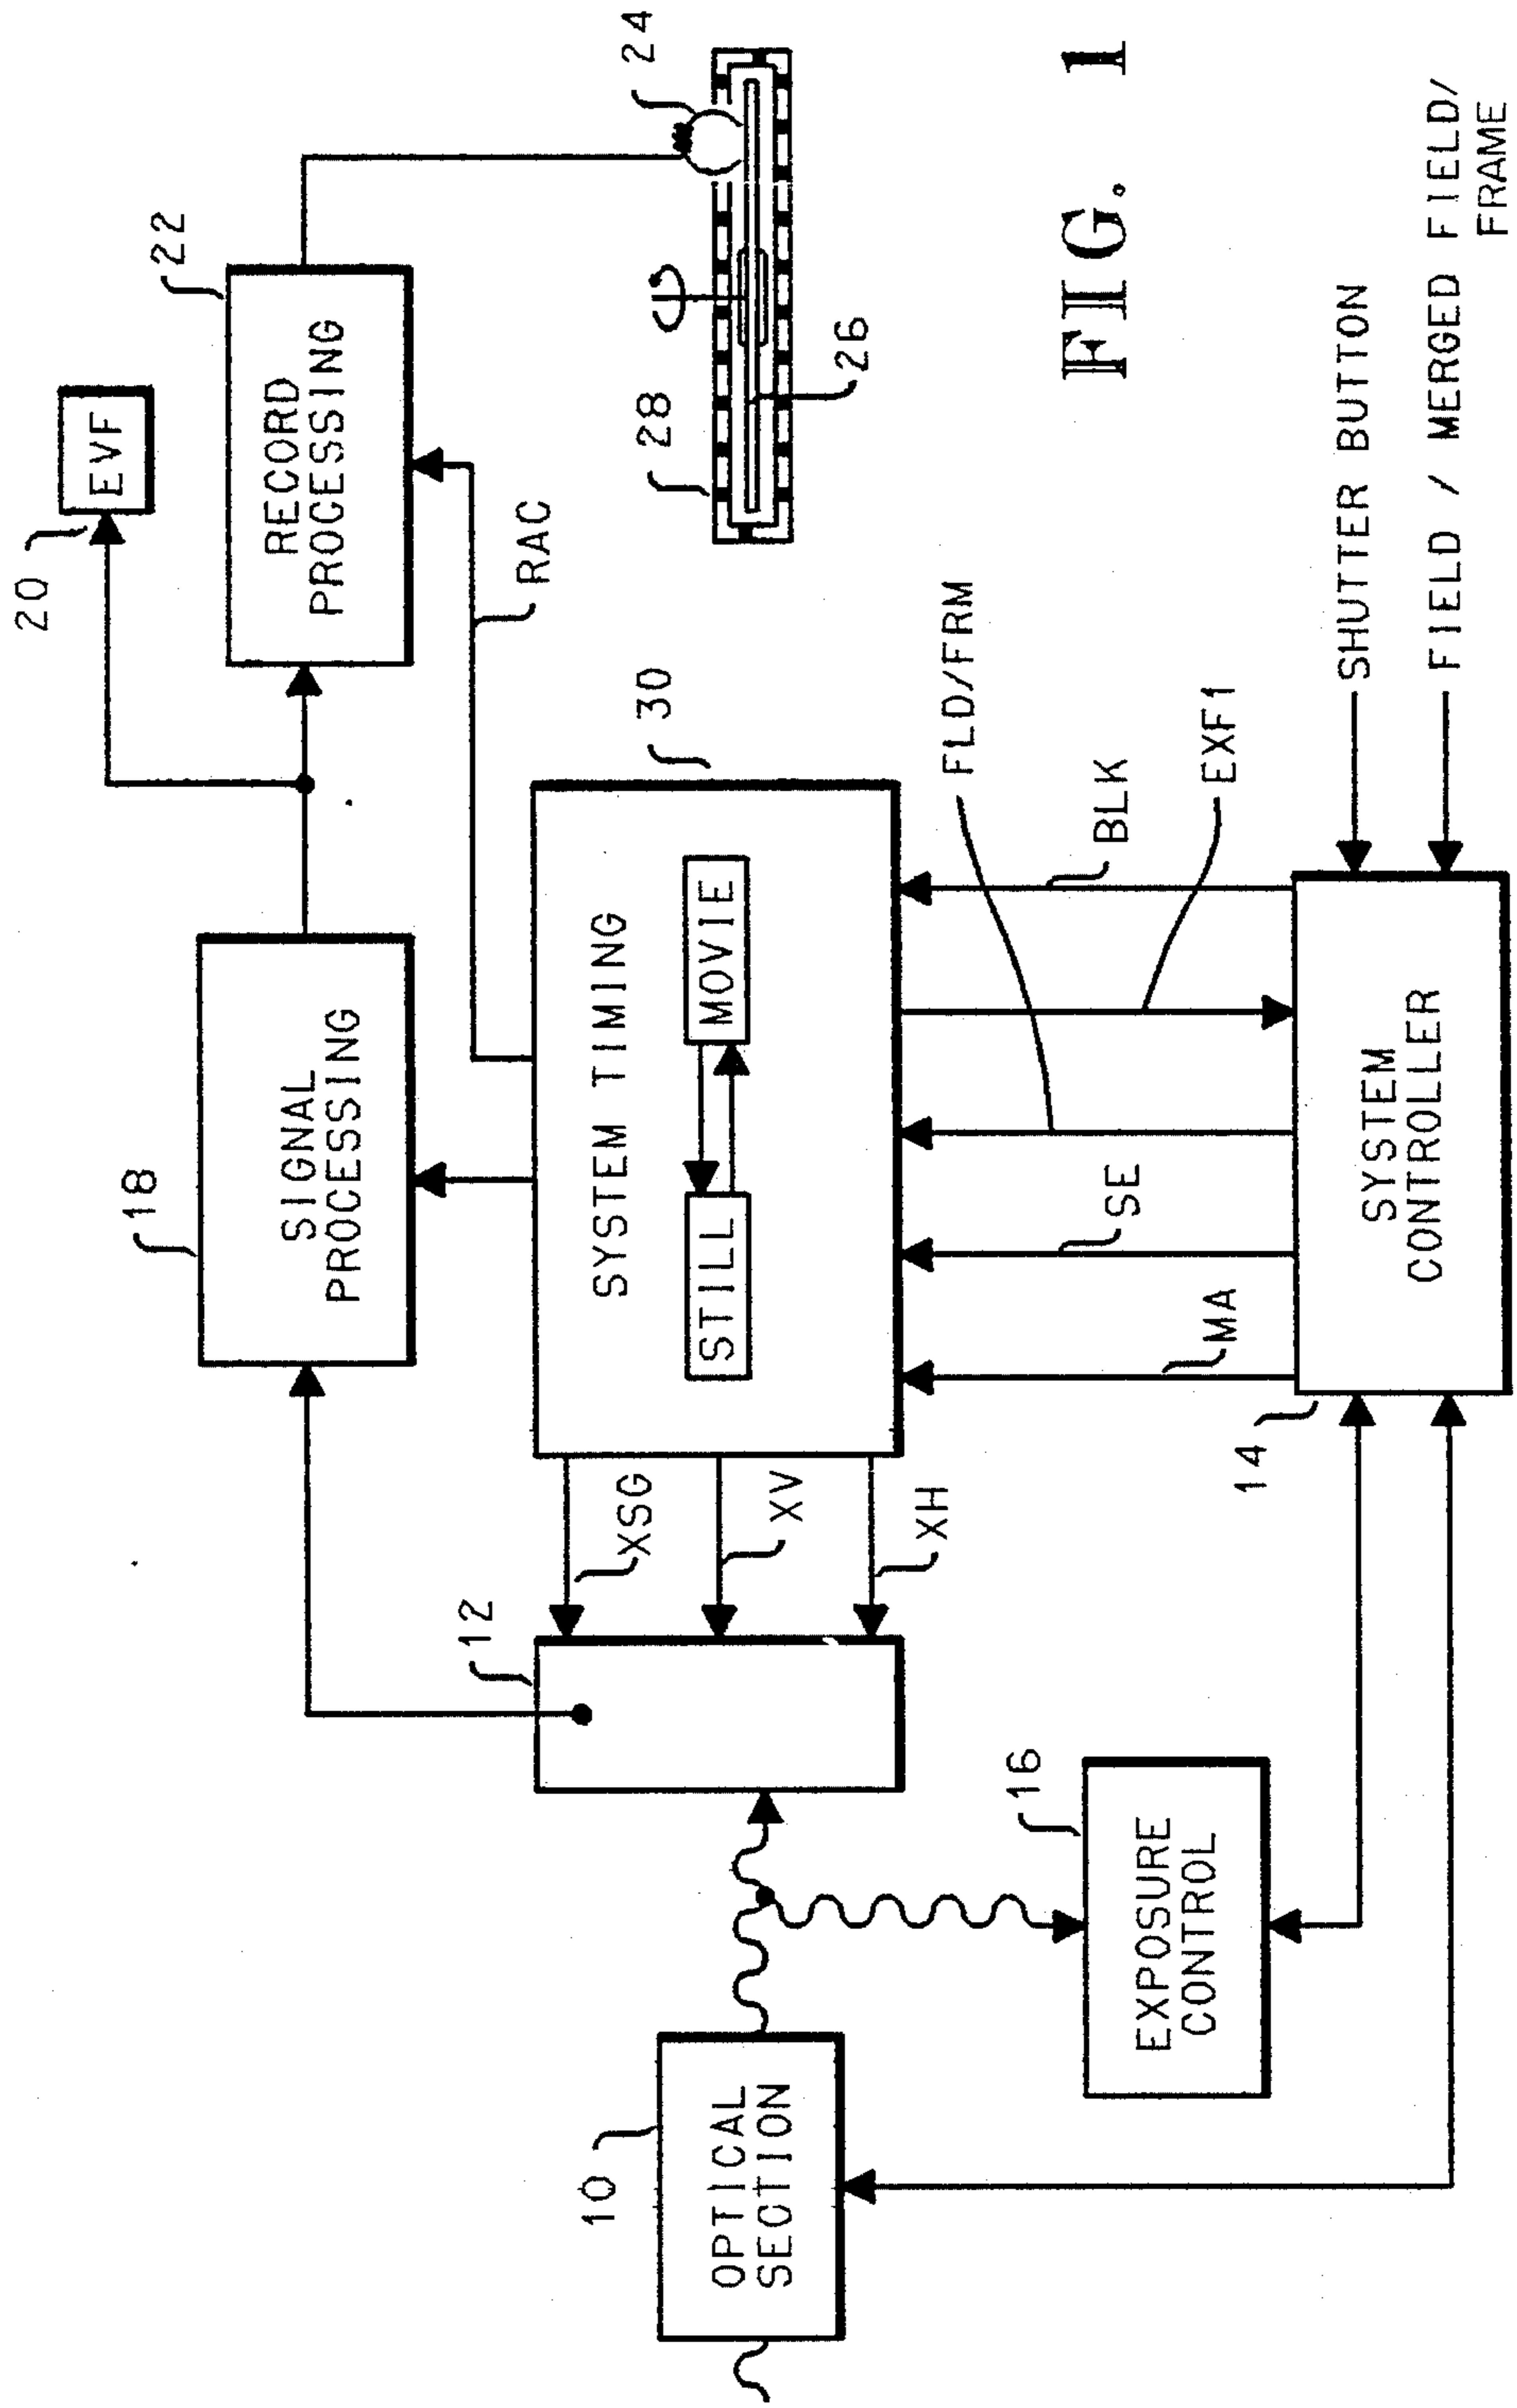 20
EVF
22
RECORD
PROCESSING
24
18
SIGNAL
PROCESSING
RAC
28
26
12
XSG
XV
XH
30
SYSTEM TIMING
STILL
MOVIE
10
OPTICAL
SECTION
16
EXPOSURE
CONTROL
MA
SE
FLD/FRM
EXF1
BLK
14
SYSTEM
CONTROLLER
SHUTTER BUTTON
FIELD / MERGED FIELD/
FRAME
FIG. 1